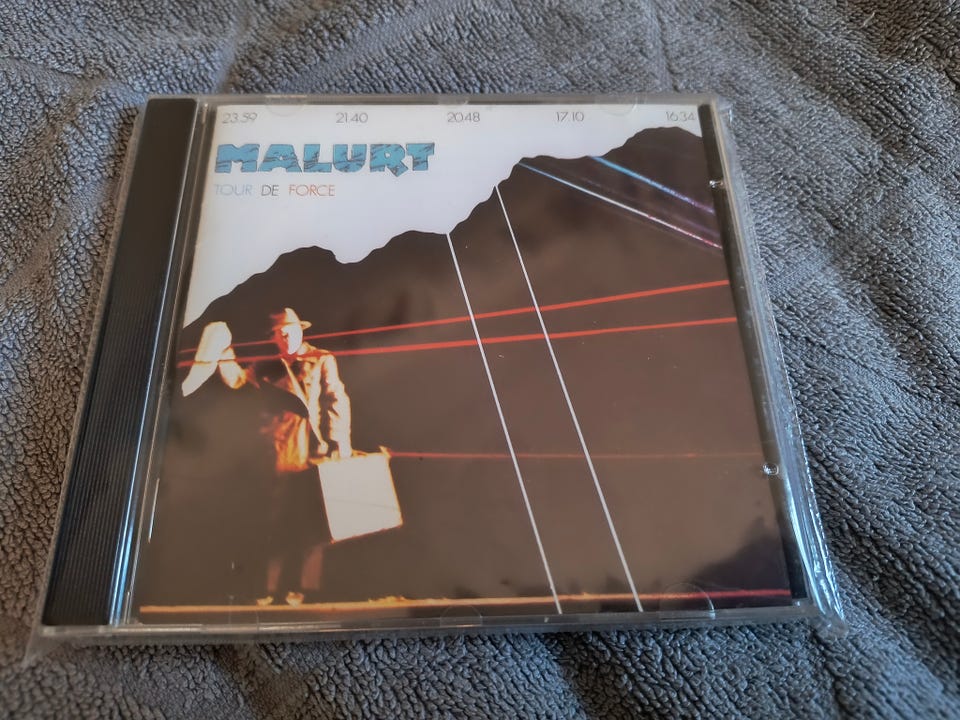 23.59 21.40 20.48 17.10 16.34
MALURT
TOUR DE FORCE